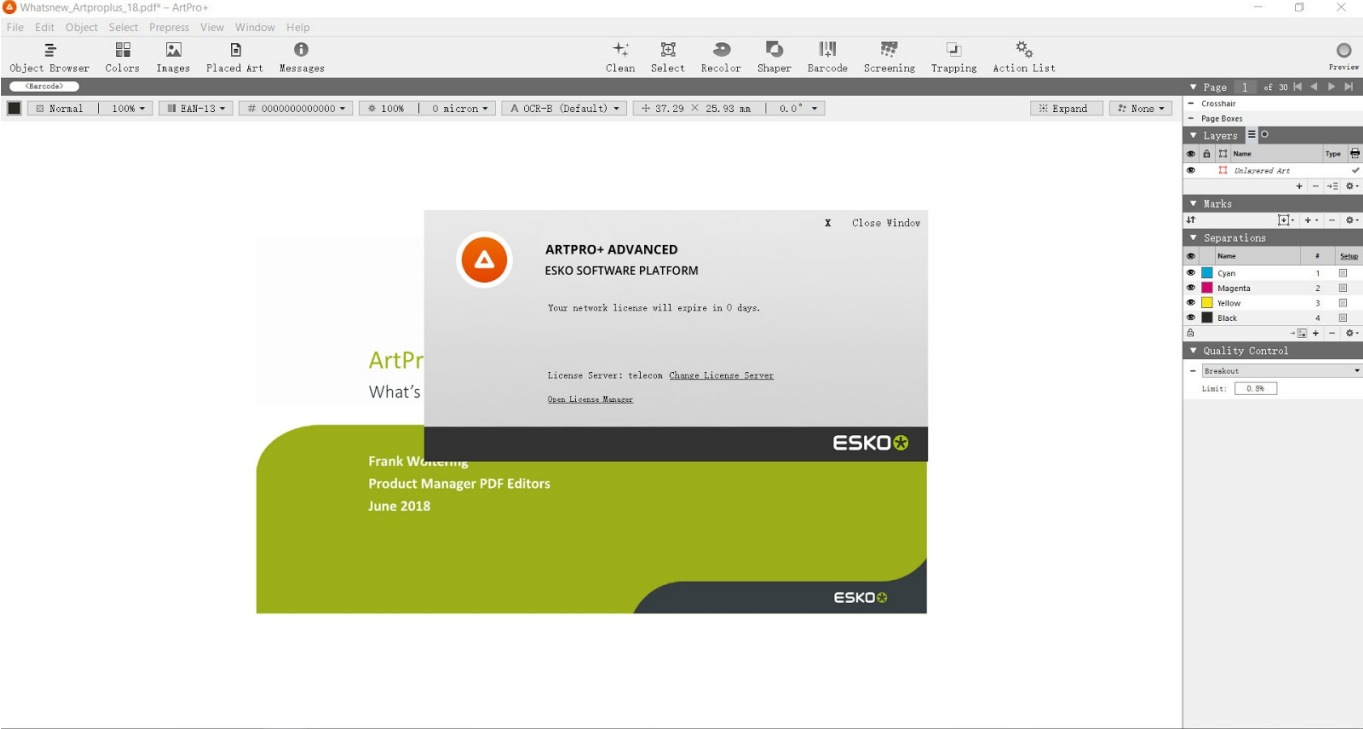 Whatsnew_Artproplus_18.pdf* – ArtPro+
File Edit Object Select Prepress View Window Help
Object Browser Colors Images Placed Art Messages Clean Select Recolor Shaper Barcode Screening Trapping Action List Preview
<Barcode>
Normal 100% EAN-13 # 0000000000000 100% 0 micron A OCR-B (Default) 37.29 × 25.93 mm 0.0° Expand None
Page 1 of 30
Crosshair
Page Boxes
Layers
Name Type
Unlayered Art
Marks
Separations
Name # Setup
Cyan 1
Magenta 2
Yellow 3
Black 4
Quality Control
Breakout
Limit: 0.8%
X Close Window
ARTPRO+ ADVANCED
ESKO SOFTWARE PLATFORM
Your network license will expire in 0 days.
License Server: telecom Change License Server
Open License Manager
ESKO
ArtPr
What's
Frank Woltering
Product Manager PDF Editors
June 2018
ESKO